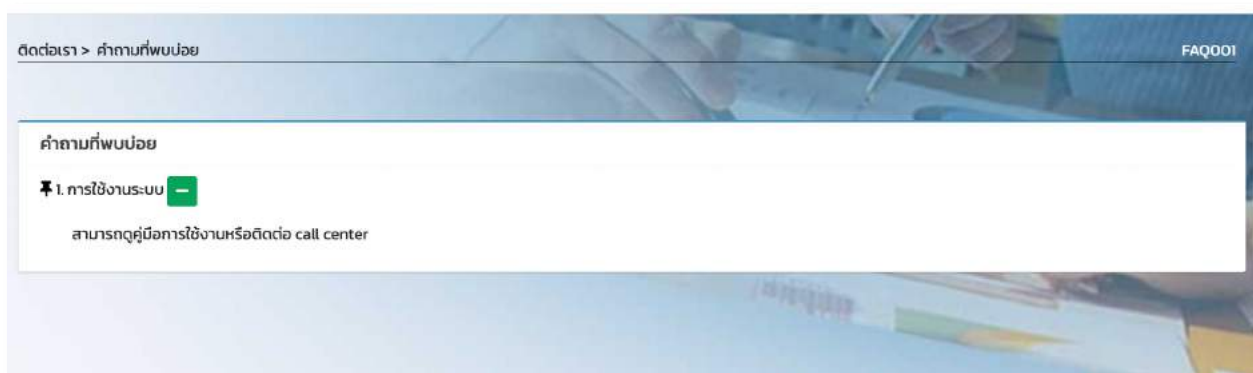 ติดต่อเรา > คำถามที่พบบ่อย
FAQ001
คำถามที่พบบ่อย
1. การใช้งานระบบ
สามารถดูคู่มือการใช้งานหรือติดต่อ call center